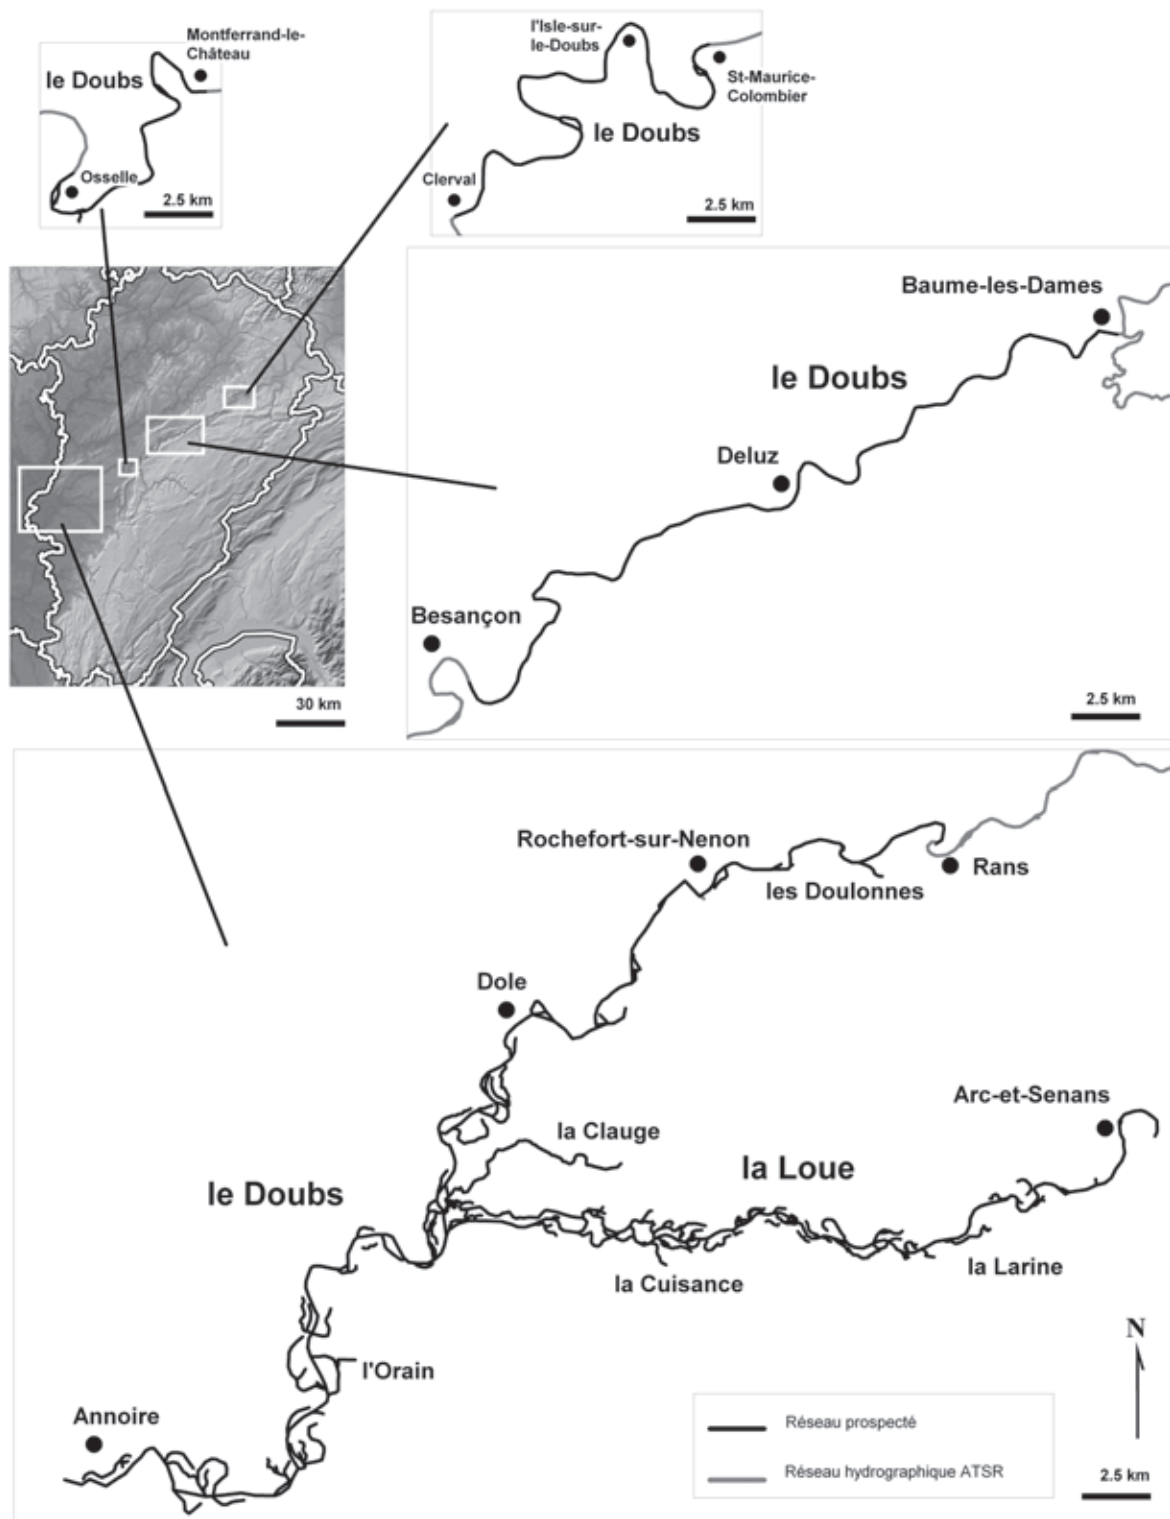 Montferrand-le-
Château
le Doubs
Osselle
2.5 km
l'Isle-sur-
le-Doubs
St-Maurice-
Colombier
le Doubs
Clerval
2.5 km
30 km
Baume-les-Dames
le Doubs
Deluz
Besançon
2.5 km
Rochefort-sur-Nenon
Rans
les Doulonnes
Dole
Arc-et-Senans
la Clauge
la Loue
le Doubs
la Larine
la Cuisance
l'Orain
Annoire
N
Réseau prospecté
Réseau hydrographique ATSR
2.5 km